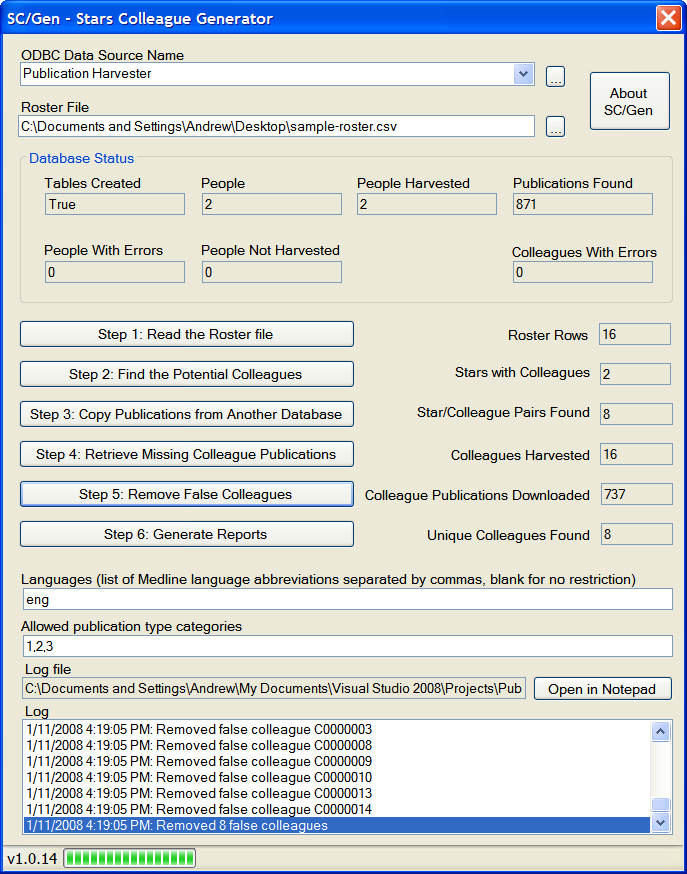 SC/Gen - Stars Colleague Generator
ODBC Data Source Name
Publication Harvester
...
About
SC/Gen
Roster File
C:\Documents and Settings\Andrew\Desktop\sample-roster.csv
...
Database Status
Tables Created People People Harvested Publications Found
True 2 2 871
People With Errors People Not Harvested Colleagues With Errors
0 0 0
Step 1: Read the Roster file Roster Rows 16
Step 2: Find the Potential Colleagues Stars with Colleagues 2
Step 3: Copy Publications from Another Database Star/Colleague Pairs Found 8
Step 4: Retrieve Missing Colleague Publications Colleagues Harvested 16
Step 5: Remove False Colleagues Colleague Publications Downloaded 737
Step 6: Generate Reports Unique Colleagues Found 8
Languages (list of Medline language abbreviations separated by commas, blank for no restriction)
eng
Allowed publication type categories
1,2,3
Log file
C:\Documents and Settings\Andrew\My Documents\Visual Studio 2008\Projects\Pub Open in Notepad
Log
1/11/2008 4:19:05 PM: Removed false colleague C0000003
1/11/2008 4:19:05 PM: Removed false colleague C0000008
1/11/2008 4:19:05 PM: Removed false colleague C0000009
1/11/2008 4:19:05 PM: Removed false colleague C0000010
1/11/2008 4:19:05 PM: Removed false colleague C0000013
1/11/2008 4:19:05 PM: Removed false colleague C0000014
1/11/2008 4:19:05 PM: Removed 8 false colleagues
v1.0.14